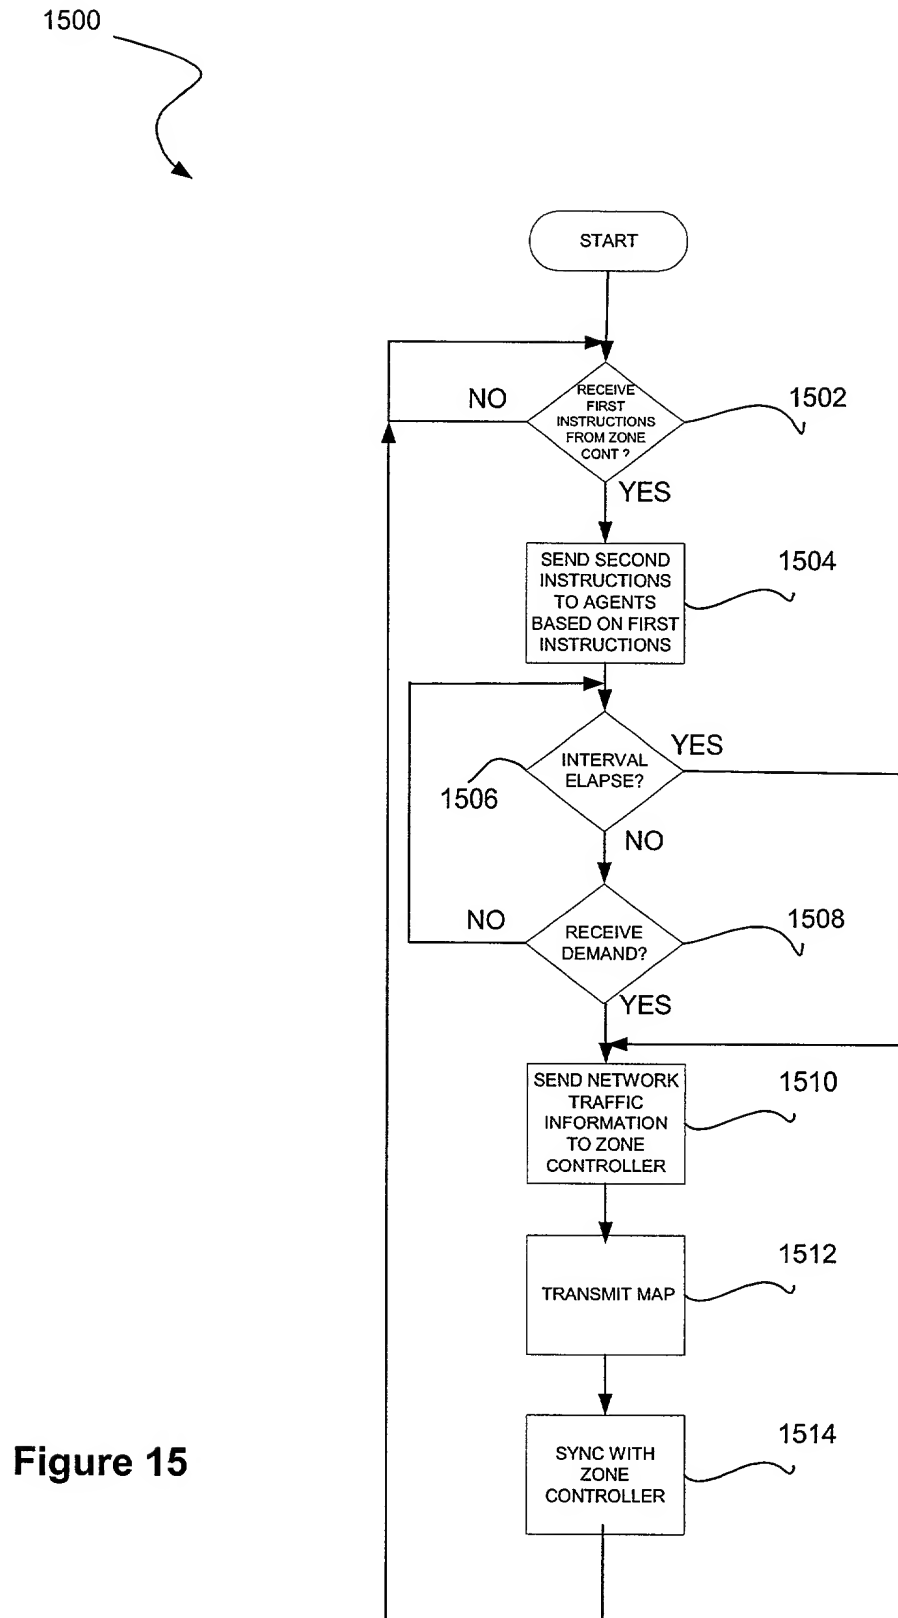 1500
START
NO
RECEIVE
FIRST
INSTRUCTIONS
FROM ZONE
CONT ?
1502
YES
SEND SECOND
INSTRUCTIONS
TO AGENTS
BASED ON FIRST
INSTRUCTIONS
1504
INTERVAL
ELAPSE?
YES
1506
NO
NO
RECEIVE
DEMAND?
1508
YES
SEND NETWORK
TRAFFIC
INFORMATION
TO ZONE
CONTROLLER
1510
TRANSMIT MAP
1512
SYNC WITH
ZONE
CONTROLLER
1514
Figure 15